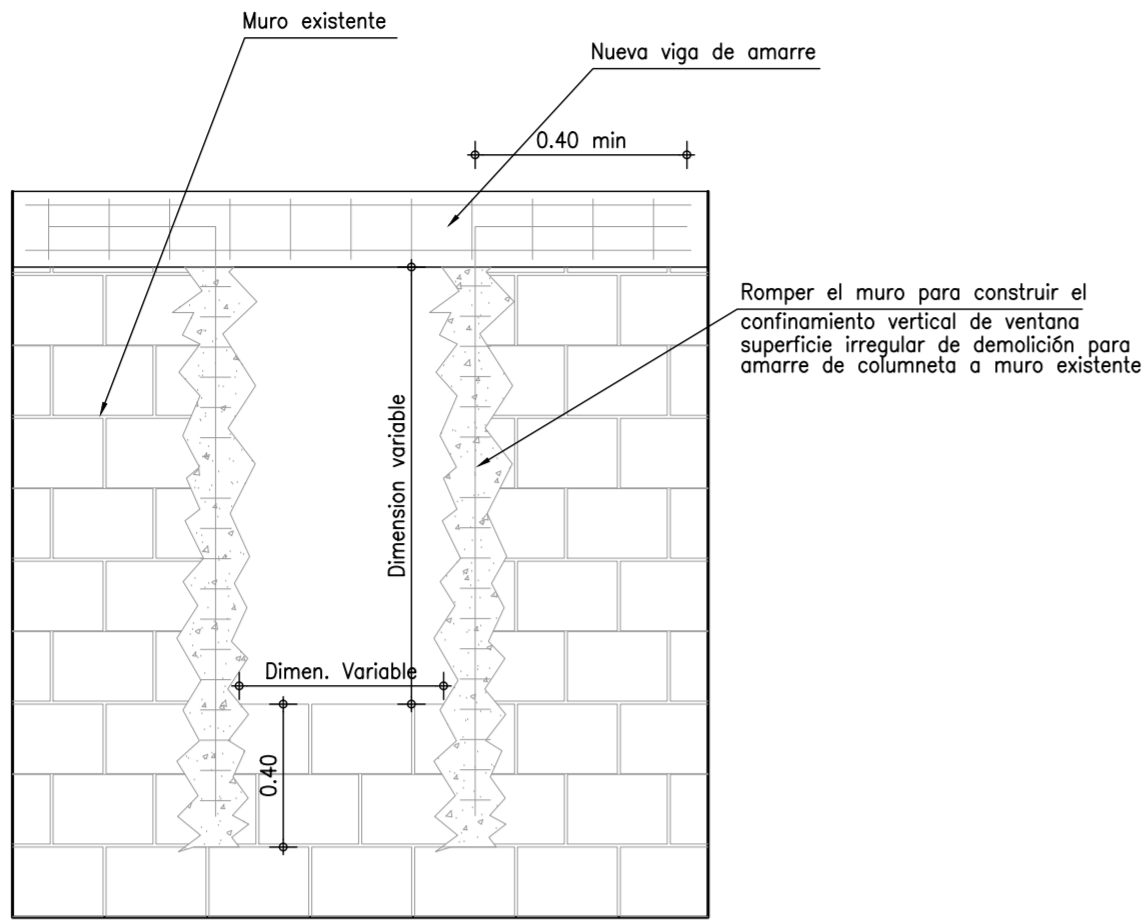 Muro existente
Nueva viga de amarre
0.40 min
Romper el muro para construir el
confinamiento vertical de ventana
superficie irregular de demolición para
amarre de columneta a muro existente
Dimension variable
Dimen. Variable
0.40